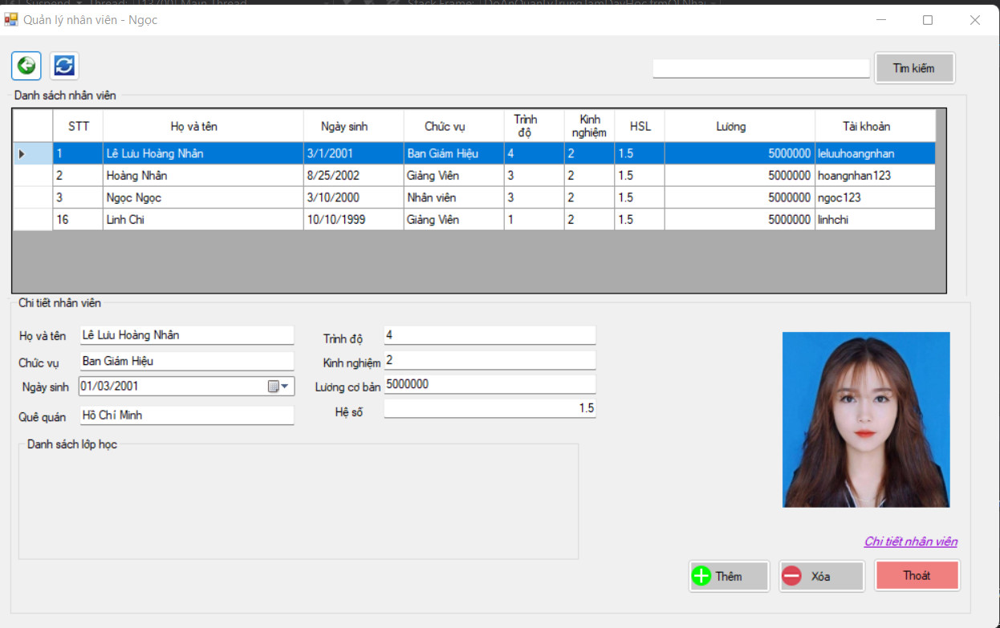 Suspend Thread: [13700] Main Thread Stack Frame:
Quản lý nhân viên - Ngọc
Tìm kiếm
Danh sách nhân viên
STT Họ và tên Ngày sinh Chức vụ Trình độ Kinh nghiệm HSL Lương Tài khoản
1 Lê Lưu Hoàng Nhân 3/1/2001 Ban Giám Hiệu 4 2 1.5 5000000 leluuhoangnhan
2 Hoàng Nhân 8/25/2002 Giảng Viên 3 2 1.5 5000000 hoangnhan123
3 Ngọc Ngọc 3/10/2000 Nhân viên 3 2 1.5 5000000 ngoc123
16 Linh Chi 10/10/1999 Giảng Viên 1 2 1.5 5000000 linhchi
Chi tiết nhân viên
Họ và tên Lê Lưu Hoàng Nhân Trình độ 4
Chức vụ Ban Giám Hiệu Kinh nghiệm 2
Ngày sinh 01/03/2001 Lương cơ bản 5000000
Quê quán Hồ Chí Minh Hệ số 1.5
Danh sách lớp học
Chi tiết nhân viên
Thêm Xóa Thoát